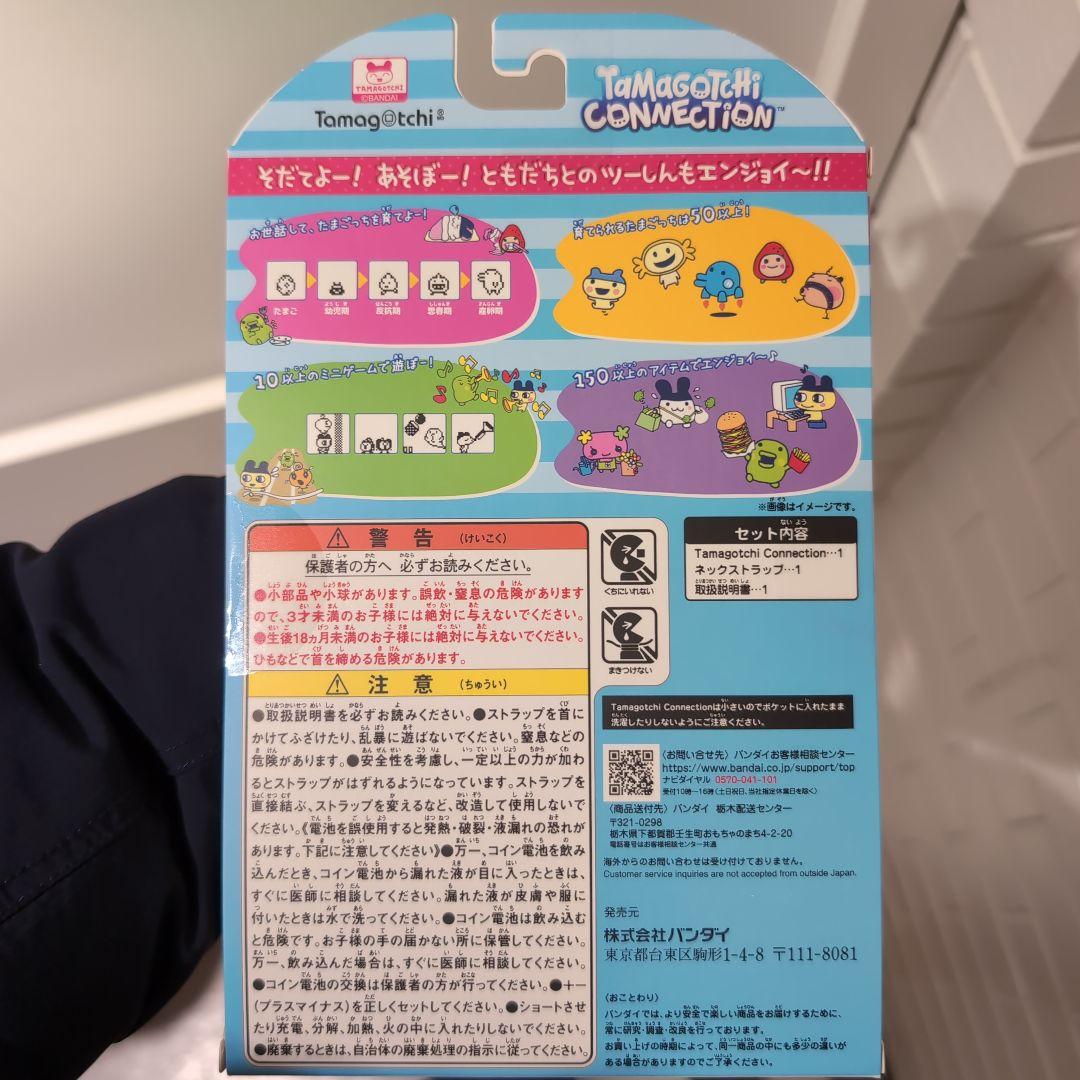 TAMAGOTCHI
©BANDAI
Tamagotchi
TAMAGOTCHI
CONNECTION™
そだてよー! あそぼー! ともだちとのツーしんもエンジョイ〜!!
お世話して、たまごっちを育てよー!
たまご 幼児期 反抗期 思春期 産卵期
育てられるたまごっちは50以上!
10以上のミニゲームで遊ぼー!
150以上のアイテムでエンジョイ〜♪
※画像はイメージです。
警告(けいこく)
保護者の方へ 必ずお読みください。
●小部品や小球があります。誤飲・窒息の危険があります
ので、3才未満のお子様には絶対に与えないでください。
●生後18ヵ月未満のお子様には絶対に与えないでください。
ひもなどで首を締める危険があります。
くちにいれない
まきつけない
注意(ちゅうい)
●取扱説明書を必ずお読みください。●ストラップを首に
かけてふざけたり、乱暴に遊ばないでください。窒息などの
危険があります。●安全性を考慮し、一定以上の力が加わ
るとストラップがはずれるようになっています。ストラップを
直接結ぶ、ストラップを変えるなど、改造して使用しないで
ください。《電池を誤使用すると発熱・破裂・液漏れの恐れが
あります。下記に注意してください》●万一、コイン電池を飲み
込んだとき、コイン電池から漏れた液が目に入ったときは、
すぐに医師に相談してください。漏れた液が皮膚や服に
付いたときは水で洗ってください。●コイン電池は飲み込む
と危険です。お子様の手の届かない所に保管してください。
万一、飲み込んだ場合は、すぐに医師に相談してください。
●コイン電池の交換は保護者の方が行ってください。●+−
(プラスマイナス)を正しくセットしてください。●ショートさせ
たり充電、分解、加熱、火の中に入れたりしないでください。
●廃棄するときは、自治体の廃棄処理の指示に従ってください。
セット内容
Tamagotchi Connection…1
ネックストラップ…1
取扱説明書…1
Tamagotchi Connectionは小さいのでポケットに入れたまま
洗濯したりしないようにご注意ください。
〈お問い合せ先〉バンダイお客様相談センター
https://www.bandai.co.jp/support/top
ナビダイヤル 0570-041-101
受付10時〜16時(土日祝日、当社指定休業日を除く)
〈商品送付先〉バンダイ 栃木配送センター
〒321-0298
栃木県下都賀郡壬生町おもちゃのまち4-2-20
電話番号はお客様相談センター共通
海外からのお問い合わせは受け付けておりません。
Customer service inquiries are not accepted from outside Japan.
発売元
株式会社バンダイ
東京都台東区駒形1-4-8 〒111-8081
(おことわり)
バンダイでは、より安全で楽しい商品をお届けするために、
常に研究・調査・改良を行っております。
お買い上げの時期によって、同一商品の中にも多少の違いが
ある場合がありますのでご了承ください。